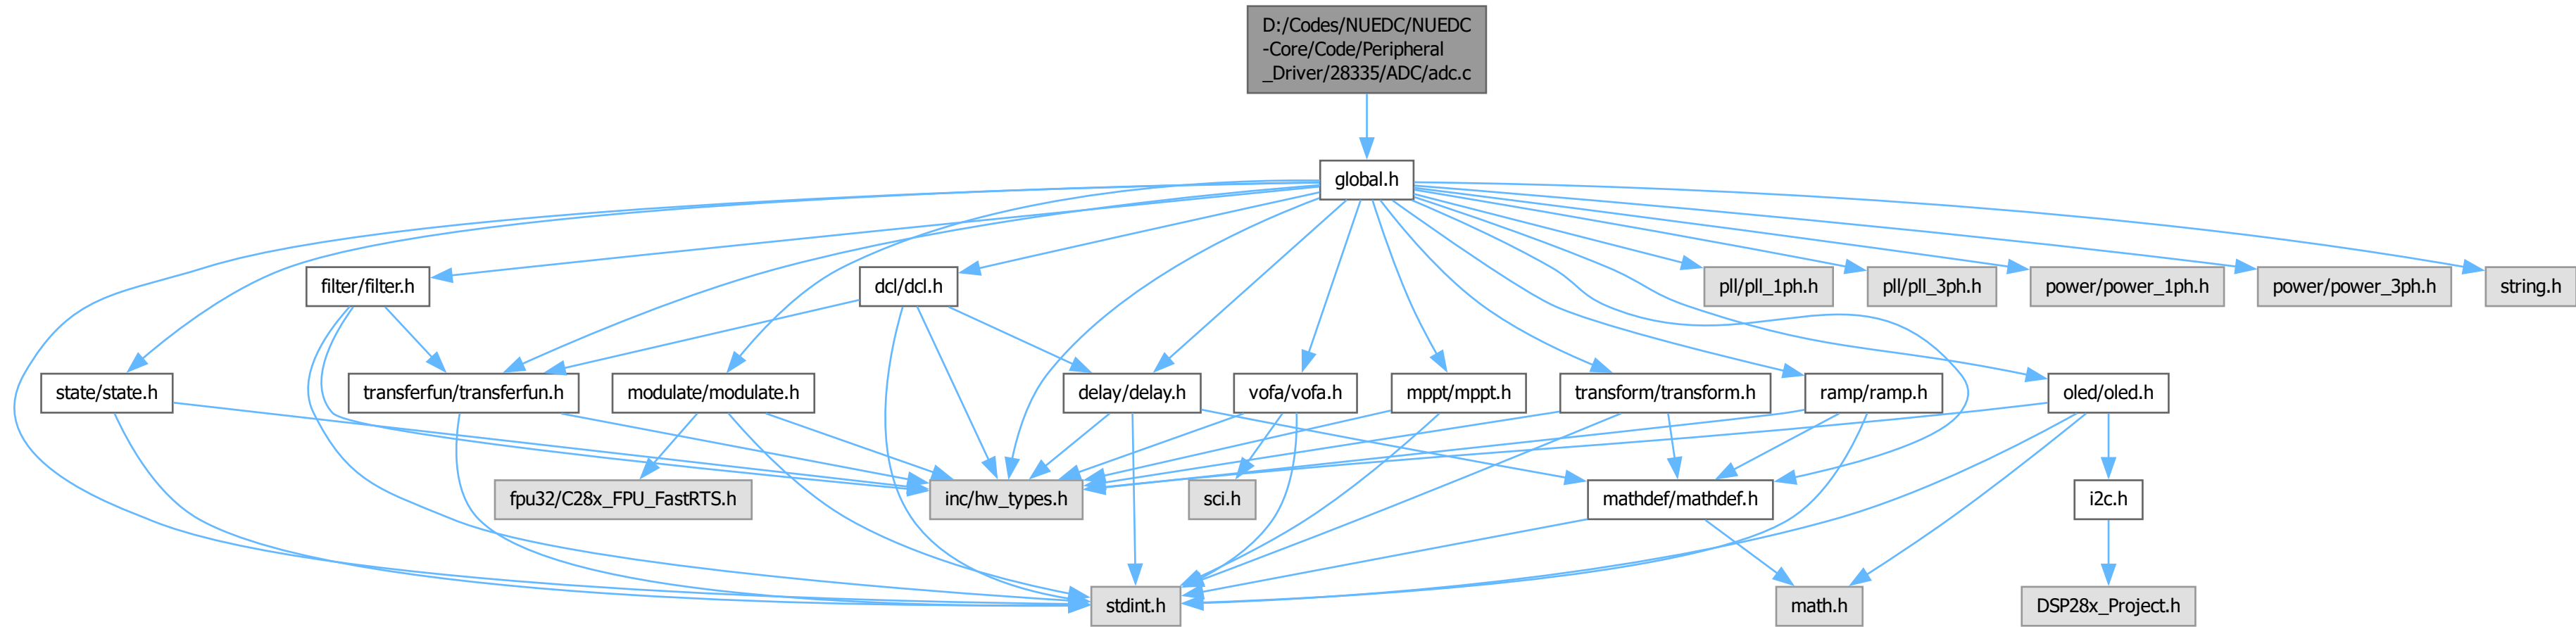 D:/Codes/NUEDC/NUEDC
-Core/Code/Peripheral
_Driver/28335/ADC/adc.c
global.h
filter/filter.h
dcl/dcl.h
pll/pll_1ph.h
pll/pll_3ph.h
power/power_1ph.h
power/power_3ph.h
string.h
state/state.h
transferfun/transferfun.h
modulate/modulate.h
delay/delay.h
vofa/vofa.h
mppt/mppt.h
transform/transform.h
ramp/ramp.h
oled/oled.h
fpu32/C28x_FPU_FastRTS.h
inc/hw_types.h
sci.h
mathdef/mathdef.h
i2c.h
stdint.h
math.h
DSP28x_Project.h